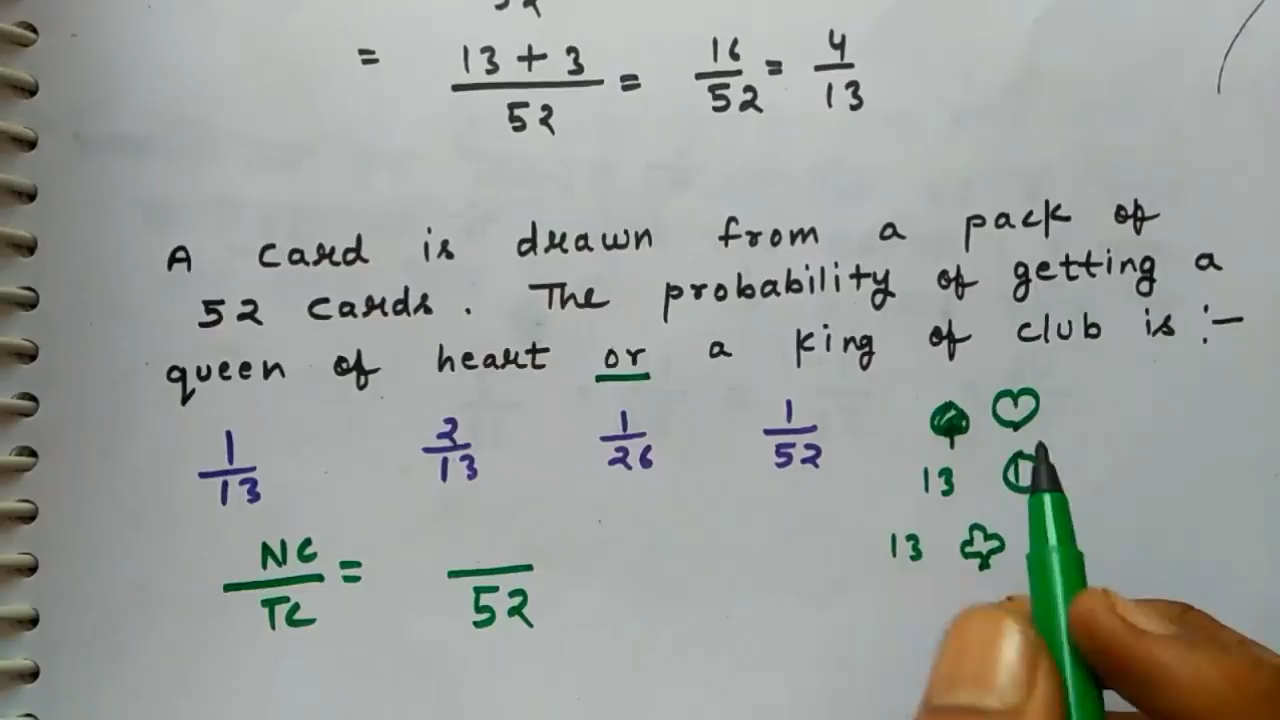 = 13 + 3 / 52 = 16/52 = 4/13
A card is drawn from a pack of
52 cards. The probability of getting a
queen of heart or a king of club is :-
1/13 2/13 1/26 1/52
13
NC/TC = /52
13